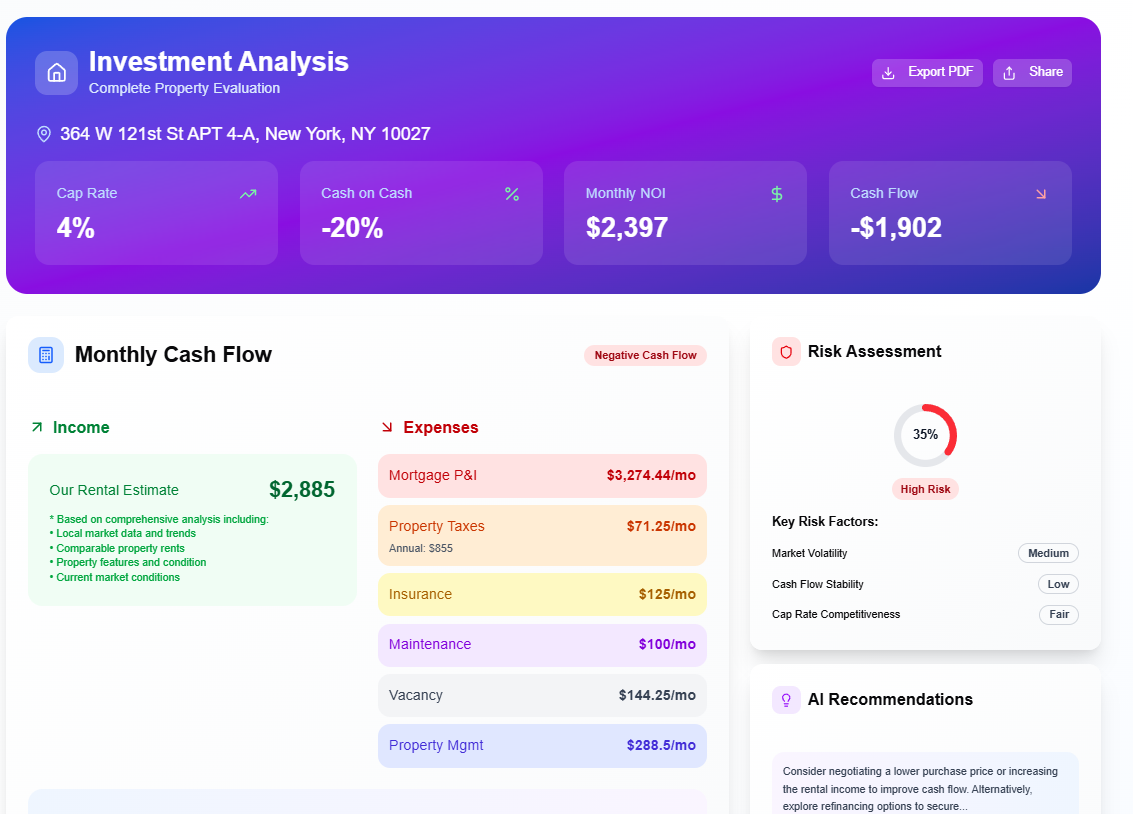 Investment Analysis
Complete Property Evaluation
Export PDF
Share
364 W 121st St APT 4-A, New York, NY 10027
Cap Rate
4%
Cash on Cash
-20%
Monthly NOI
$2,397
Cash Flow
-$1,902
Monthly Cash Flow
Negative Cash Flow
Income
Our Rental Estimate
$2,885
* Based on comprehensive analysis including:
• Local market data and trends
• Comparable property rents
• Property features and condition
• Current market conditions
Expenses
Mortgage P&I
$3,274.44/mo
Property Taxes
$71.25/mo
Annual: $855
Insurance
$125/mo
Maintenance
$100/mo
Vacancy
$144.25/mo
Property Mgmt
$288.5/mo
Risk Assessment
35%
High Risk
Key Risk Factors:
Market Volatility
Medium
Cash Flow Stability
Low
Cap Rate Competitiveness
Fair
AI Recommendations
Consider negotiating a lower purchase price or increasing
the rental income to improve cash flow. Alternatively,
explore refinancing options to secure...